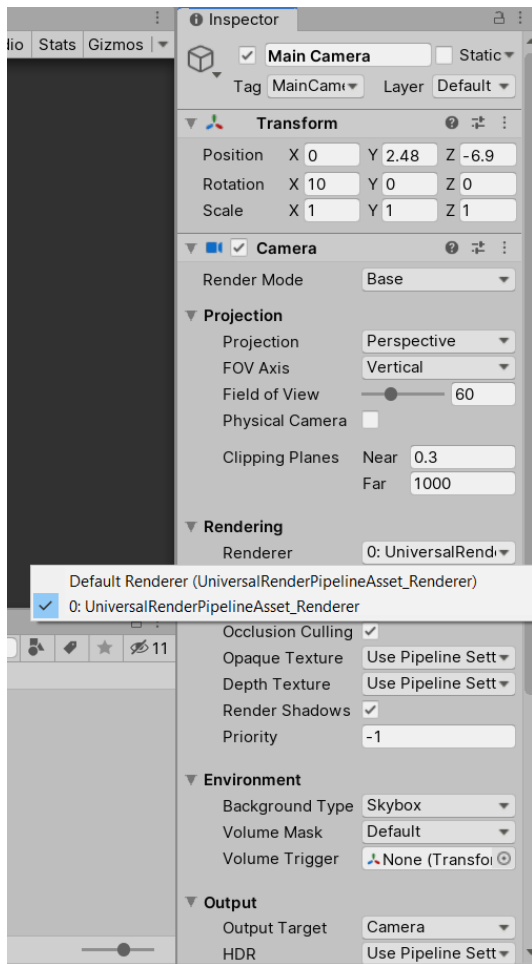 Inspector
Stats Gizmos
Main Camera Static
Tag Layer Default
Transform
Position X 0 Y 2.48 Z -6.9
Rotation X 10 Y 0 Z 0
Scale X 1 Y 1 Z 1
Camera
Render Mode Base
Projection
Projection Perspective
FOV Axis Vertical
Field of View 60
Physical Camera
Clipping Planes Near 0.3
Far 1000
Rendering
Renderer 0:
Default Renderer (UniversalRenderPipelineAsset_Renderer)
0: UniversalRenderPipelineAsset_Renderer
Occlusion Culling
11
Opaque Texture Use Pipeline Sett
Depth Texture Use Pipeline Sett
Render Shadows
Priority -1
Environment
Background Type Skybox
Volume Mask Default
Volume Trigger None
Output
Output Target Camera
HDR Use Pipeline Sett